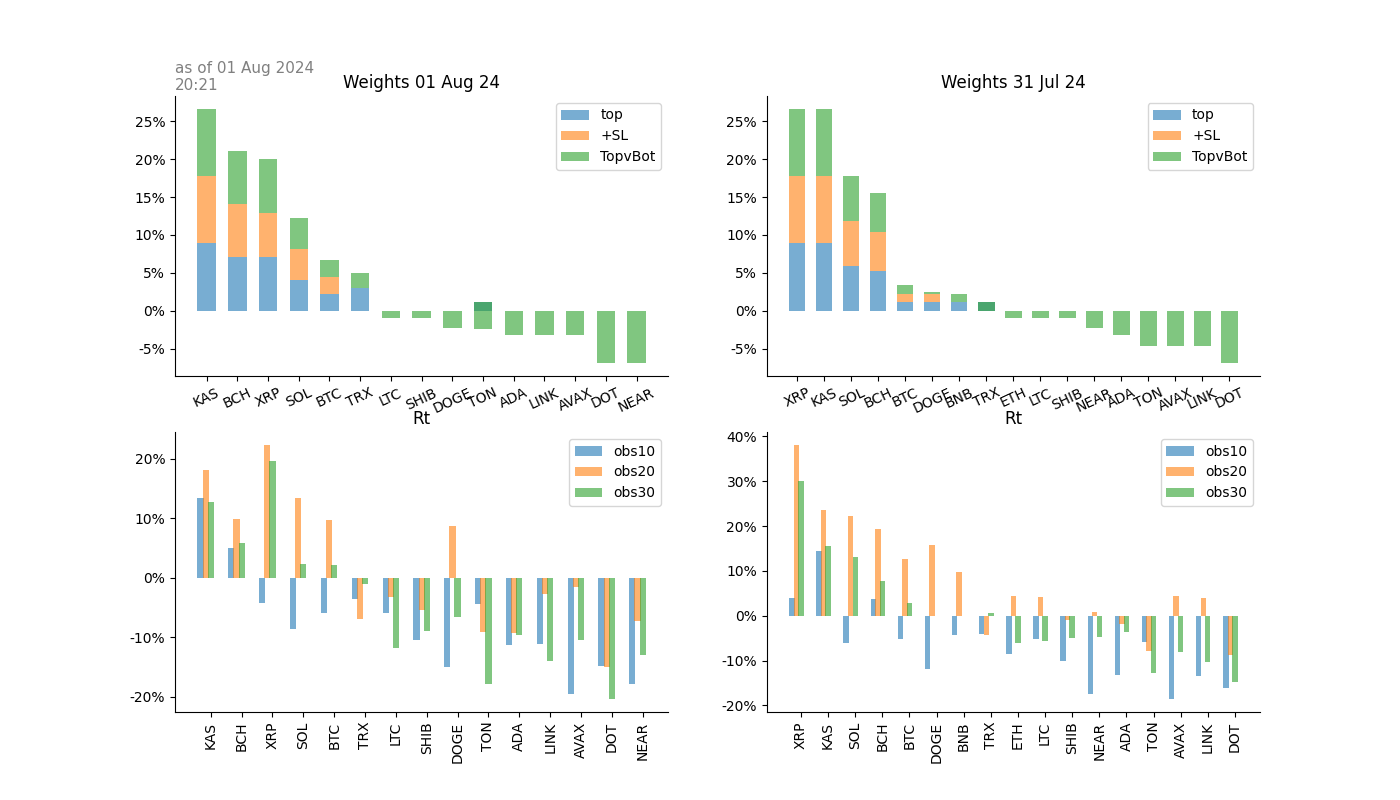 as of 01 Aug 2024
20:21
Weights 01 Aug 24
25%
20%
15%
10%
5%
0%
-5%
top
+SL
TopvBot
KAS BCH XRP SOL BTC TRX LTC SHIB DOGE TON ADA LINK AVAX DOT NEAR
Weights 31 Jul 24
25%
20%
15%
10%
5%
0%
-5%
top
+SL
TopvBot
XRP KAS SOL BCH BTC DOGE BNB TRX ETH LTC SHIB NEAR ADA TON AVAX LINK DOT
Rt
20%
10%
0%
-10%
-20%
obs10
obs20
obs30
KAS BCH XRP SOL BTC TRX LTC SHIB DOGE TON ADA LINK AVAX DOT NEAR
Rt
40%
30%
20%
10%
0%
-10%
-20%
obs10
obs20
obs30
XRP KAS SOL BCH BTC DOGE BNB TRX ETH LTC SHIB NEAR ADA TON AVAX LINK DOT